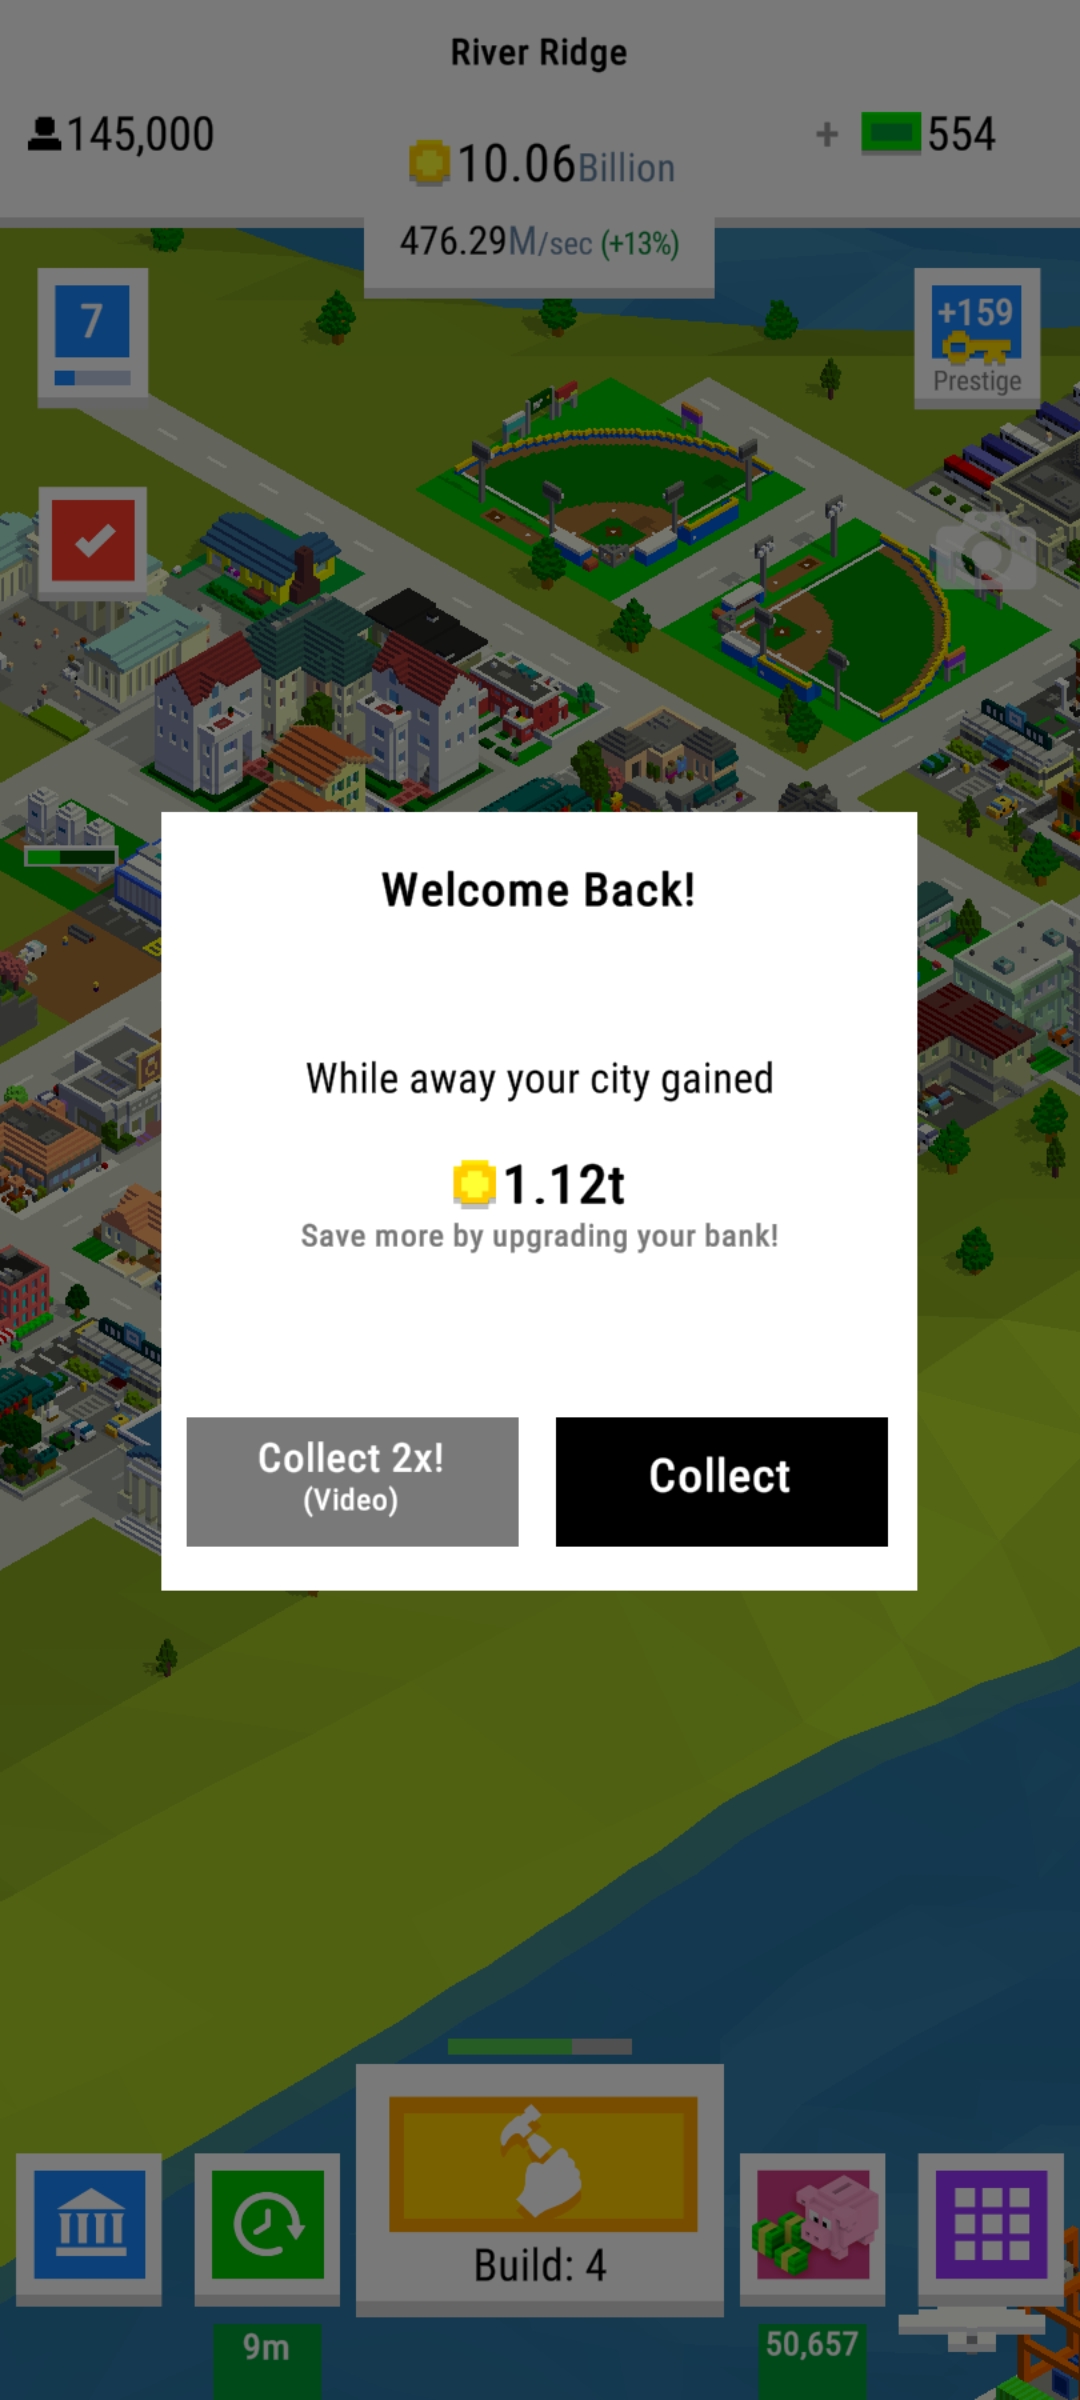 River Ridge
145,000
10.06Billion
+ 554
476.29M/sec (+13%)
7
+159
Prestige
Welcome Back!
While away your city gained
1.12t
Save more by upgrading your bank!
Collect 2x!
(Video)
Collect
Build: 4
9m
50,657